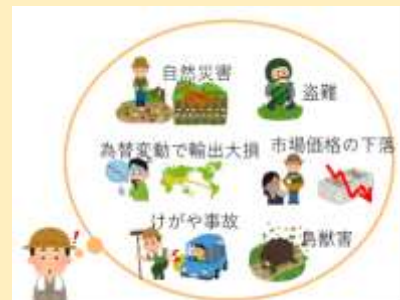 自然災害
盗難
為替変動で輸出大損
市場価格の下落
けがや事故
鳥獣害